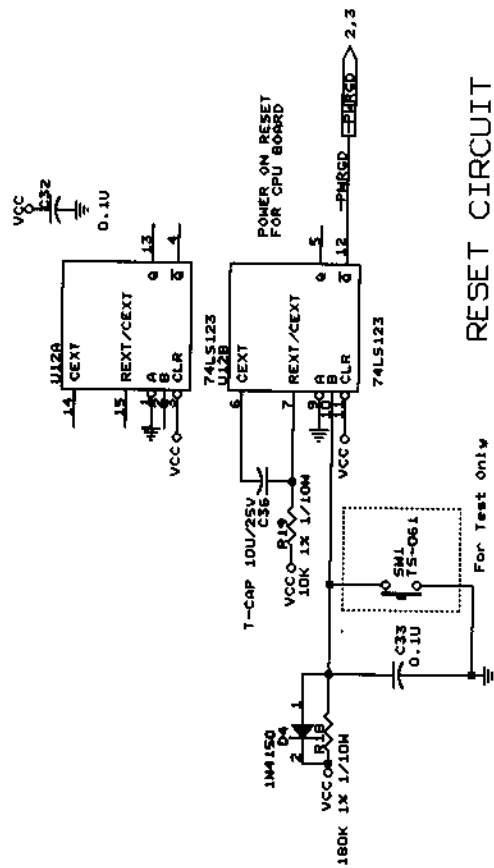 VCC
C32
0.1U
U12A
CEXT
14
REXT/CEXT
15
A
B
CLR
1
2
3
VCC
Q
13
Q
4
74LS123
U12B
CEXT
6
REXT/CEXT
7
A
B
CLR
9
10
11
VCC
Q
5
Q
12
74LS123
POWER ON RESET
FOR CPU BOARD
-PWRGD
-PWRGD
2,3
T-CAP 10U/25V
C36
R19
VCC
10K 1% 1/10W
1N4150
D4
2
1
R18
VCC
180K 1% 1/10W
C33
0.1U
SW1
TS-061
For Test Only
RESET CIRCUIT